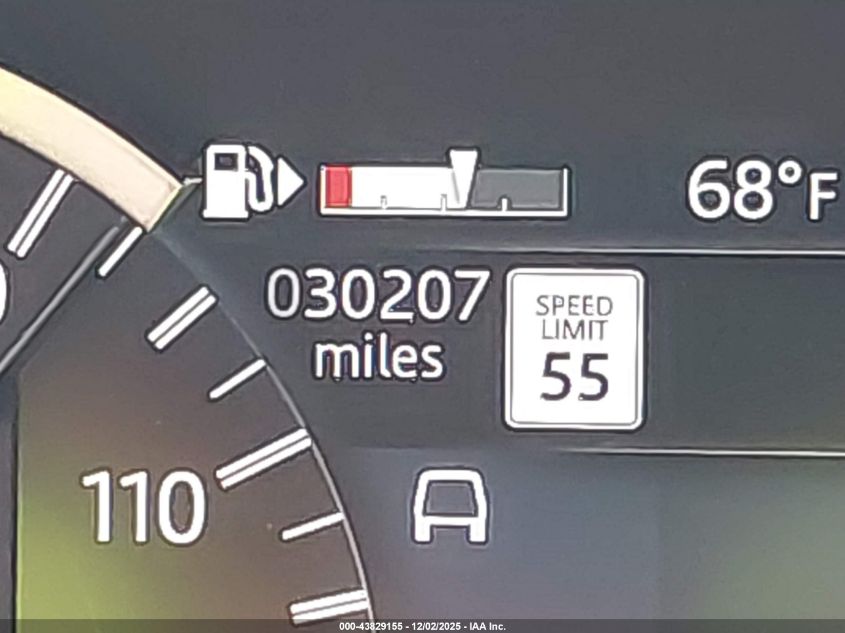 68°F
030207
miles
SPEED
LIMIT
55
110
000-43829155 - 12/02/2025 - IAA Inc.